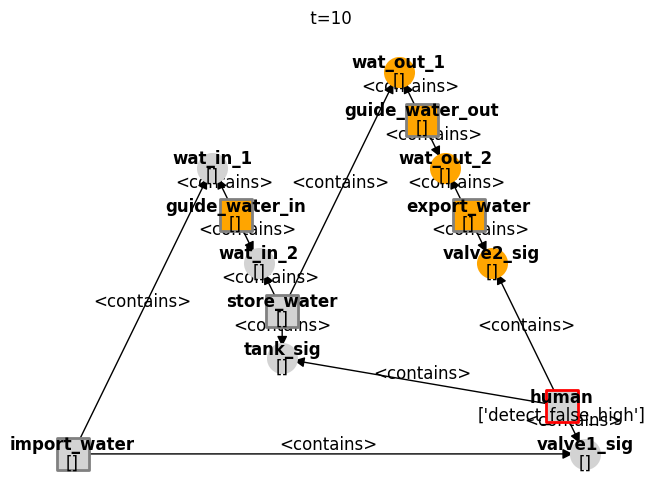 t=10
wat_out_1
[]
<contains>
guide_water_out
[]
<contains>
wat_in_1
wat_out_2
[]
[]
<contains>
<contains>
<contains>
guide_water_in
export_water
[]
[]
<contains>
<contains>
wat_in_2
valve2_sig
[]
[]
<contains>
store_water
<contains>
[]
<contains>
<contains>
tank_sig
[]
<contains>
human
['detect_false_high']
<contains>
import_water
<contains>
valve1_sig
[]
[]